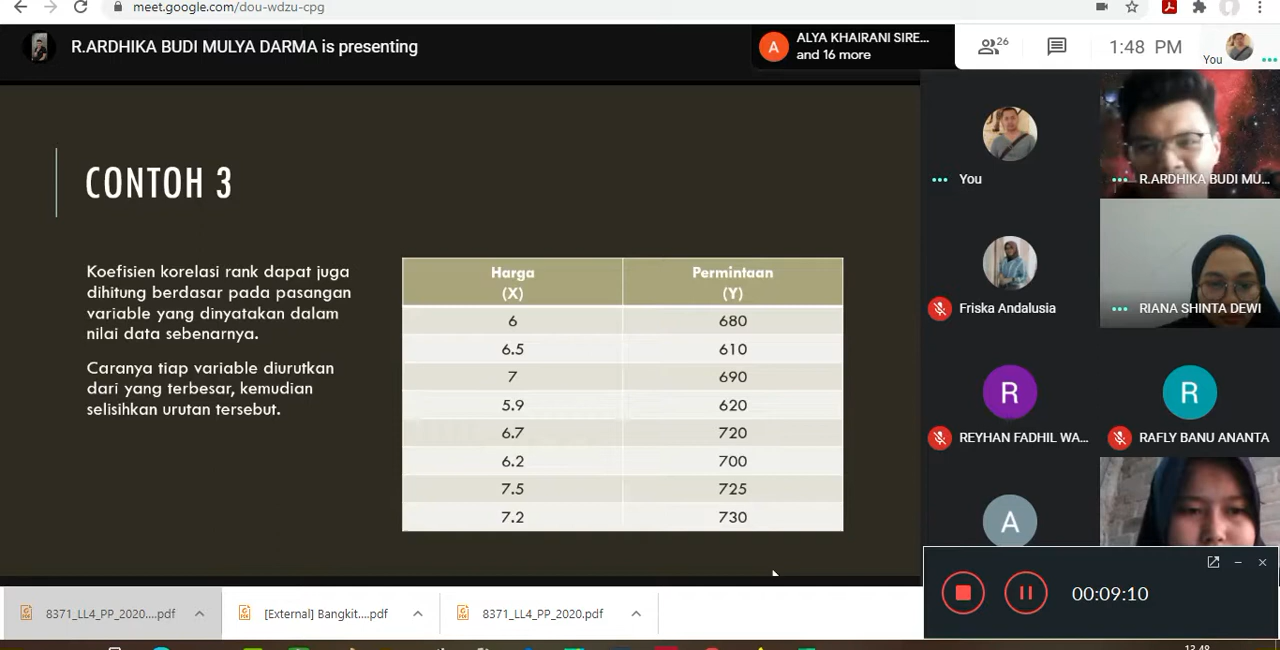 meet.google.com/dou-wdzu-cpg
R.ARDHIKA BUDI MULYA DARMA is presenting
A
ALYA KHAIRANI SIRE...
and 16 more
26
1:48 PM
You
CONTOH 3
Koefisien korelasi rank dapat juga
dihitung berdasar pada pasangan
variable yang dinyatakan dalam
nilai data sebenarnya.
Caranya tiap variable diurutkan
dari yang terbesar, kemudian
selisihkan urutan tersebut.
Harga Permintaan
(X) (Y)
6 680
6.5 610
7 690
5.9 620
6.7 720
6.2 700
7.5 725
7.2 730
You
R.ARDHIKA BUDI MU...
Friska Andalusia
RIANA SHINTA DEWI
R
REYHAN FADHIL WA...
R
RAFLY BANU ANANTA
A
00:09:10
8371_LL4_PP_2020....pdf
[External] Bangkit....pdf
8371_LL4_PP_2020.pdf